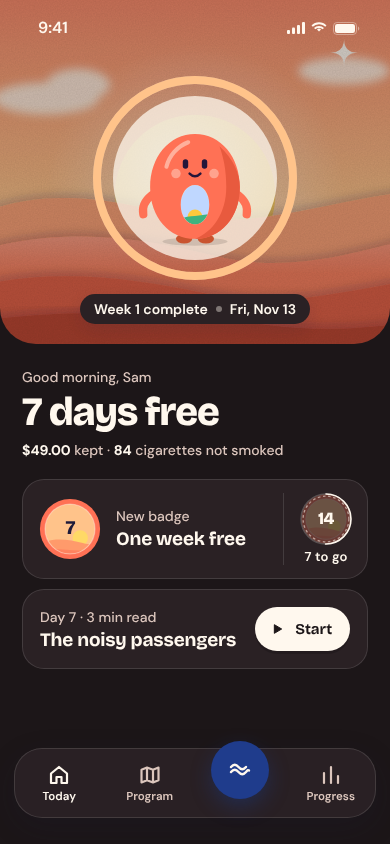 9:41
Week 1 complete • Fri, Nov 13
Good morning, Sam
7 days free
$49.00 kept · 84 cigarettes not smoked
7
New badge
One week free
14
7 to go
Day 7 · 3 min read
The noisy passengers
Start
Today
Program
Progress